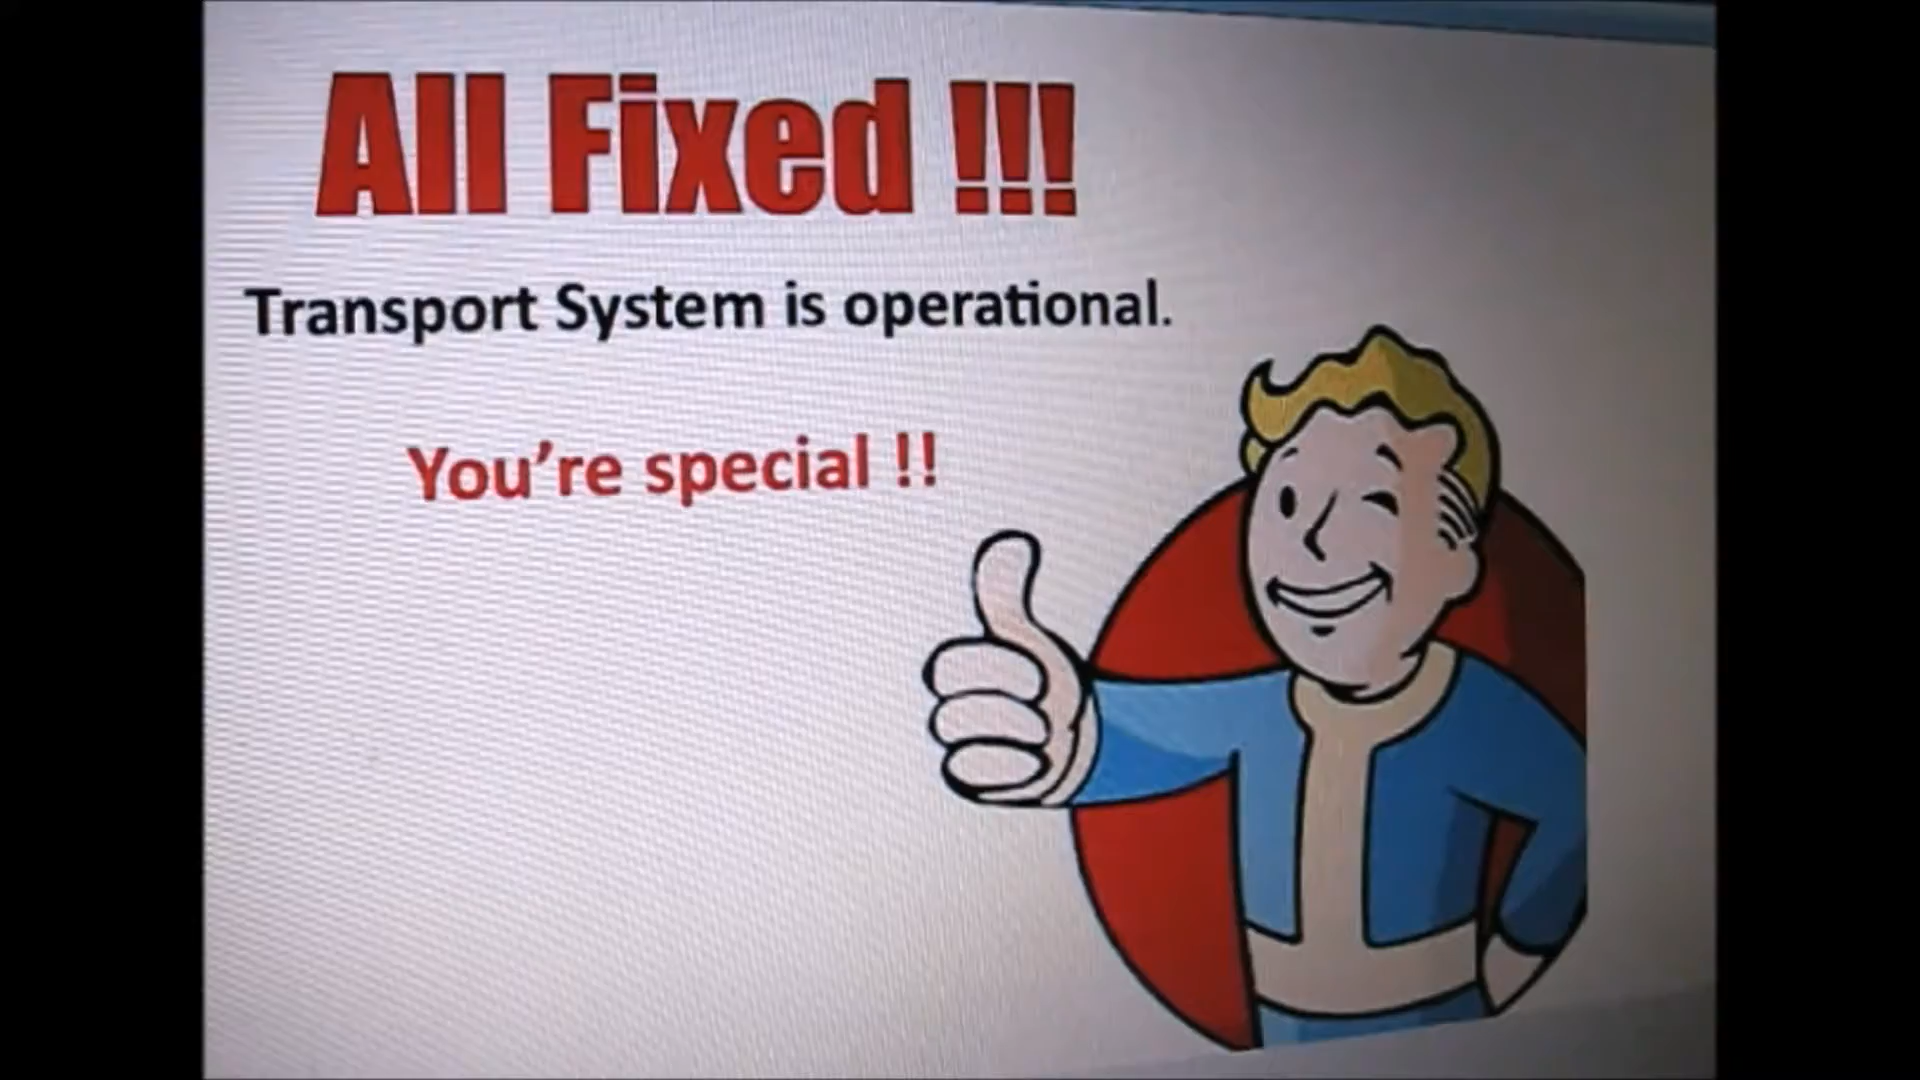 All Fixed !!!
Transport System is operational.
You’re special !!